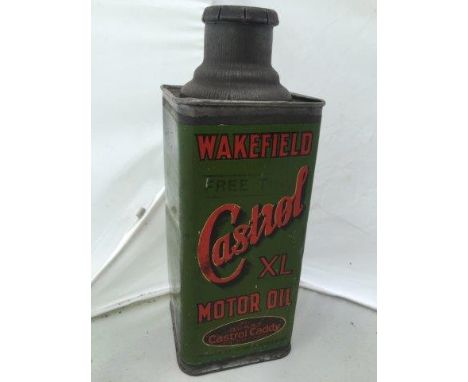 WAKEFIELD
FREE
Castrol
XL
MOTOR OIL
Castrol Caddy